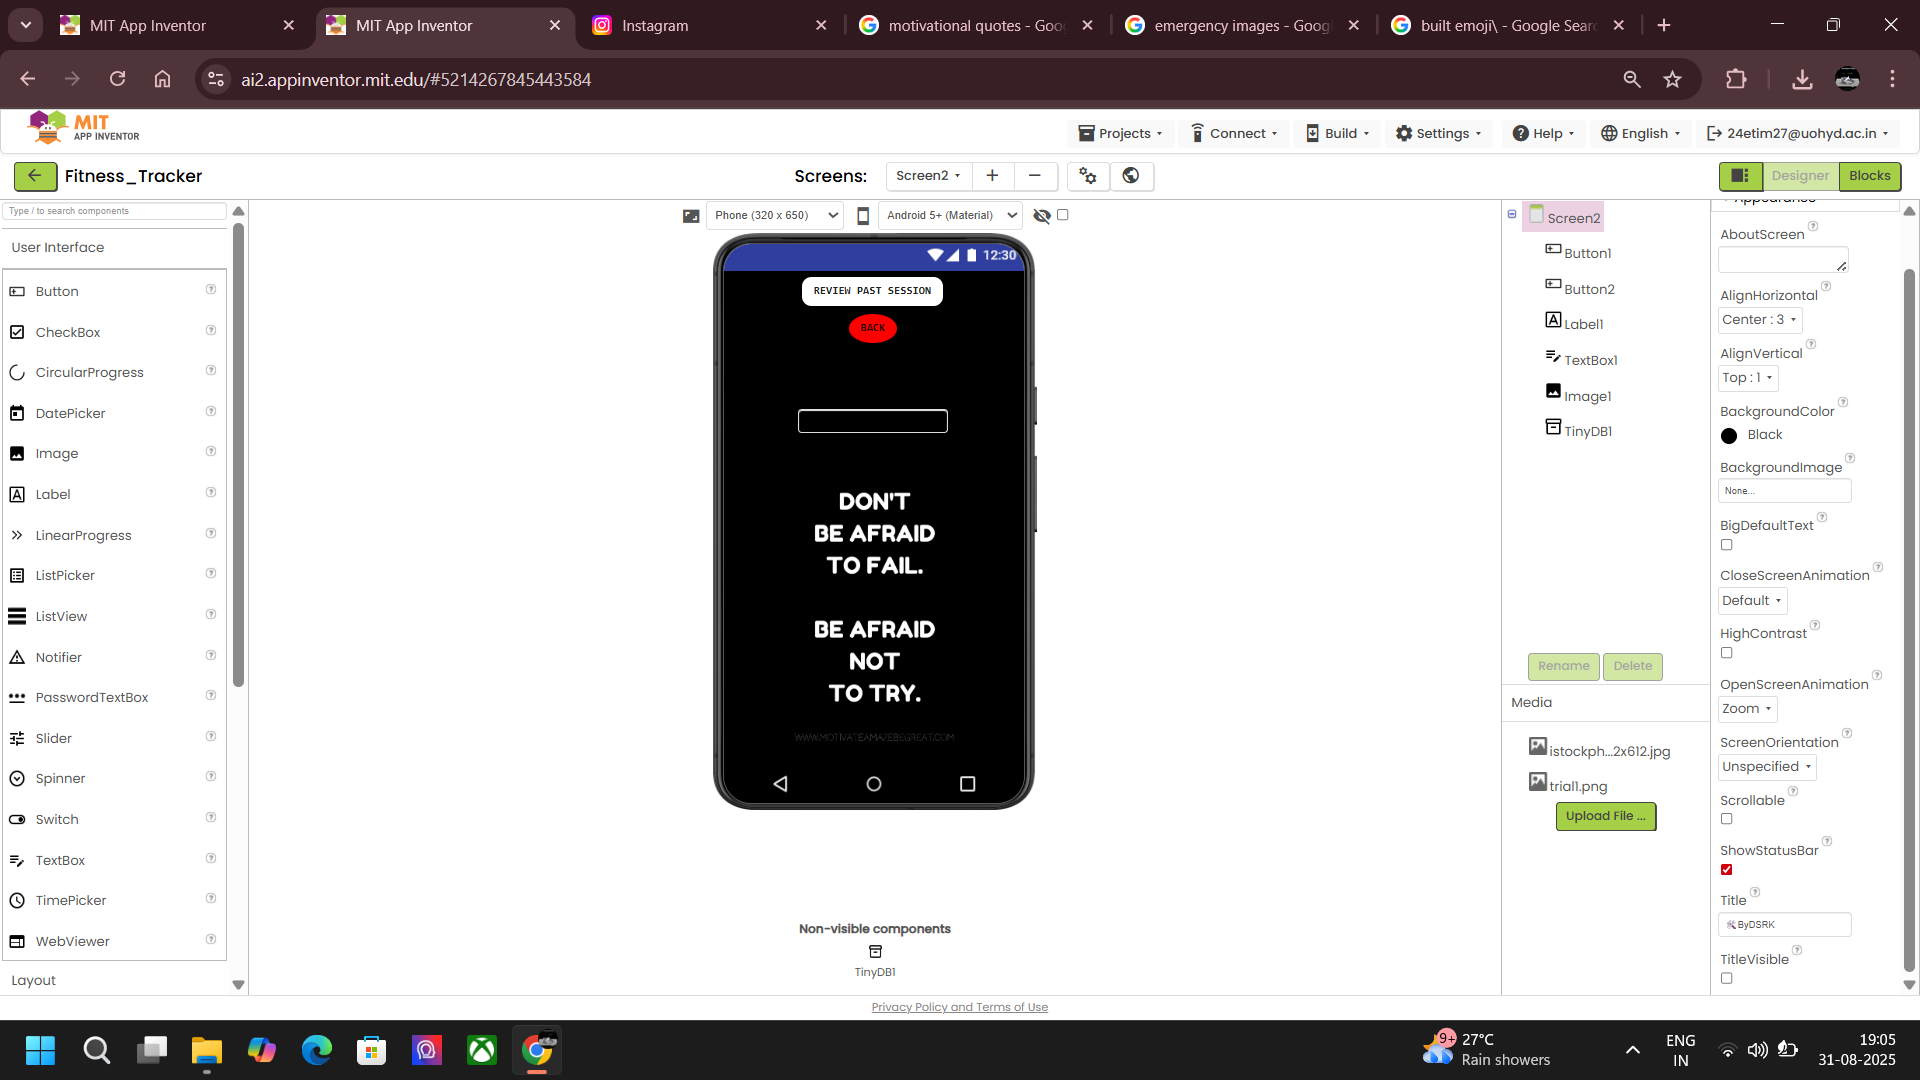 MIT App Inventor
MIT App Inventor
Instagram
motivational quotes - Goo
emergency images - Googl
built emoji\ - Google Sear
ai2.appinventor.mit.edu/#5214267845443584
MIT
APP INVENTOR
Projects
Connect
Build
Settings
Help
English
24etim27@uohyd.ac.in
Fitness_Tracker
Screens:
Screen2
Designer
Blocks
Type / to search components
User Interface
Button
CheckBox
CircularProgress
DatePicker
Image
Label
LinearProgress
ListPicker
ListView
Notifier
PasswordTextBox
Slider
Spinner
Switch
TextBox
TimePicker
WebViewer
Layout
Phone (320 x 650)
Android 5+ (Material)
12:30
REVIEW PAST SESSION
BACK
DON'T
BE AFRAID
TO FAIL.
BE AFRAID
NOT
TO TRY.
WWW.MOTIVATEAMAZEBEGREAT.COM
Non-visible components
TinyDB1
Privacy Policy and Terms of Use
Screen2
Button1
Button2
Label1
TextBox1
Image1
TinyDB1
Rename
Delete
Media
istockph...2x612.jpg
trial1.png
Upload File ...
Appearance
AboutScreen
AlignHorizontal
Center : 3
AlignVertical
Top : 1
BackgroundColor
Black
BackgroundImage
None...
BigDefaultText
CloseScreenAnimation
Default
HighContrast
OpenScreenAnimation
Zoom
ScreenOrientation
Unspecified
Scrollable
ShowStatusBar
Title
🛠ByDSRK
TitleVisible
9+
27°C
Rain showers
ENG
IN
19:05
31-08-2025